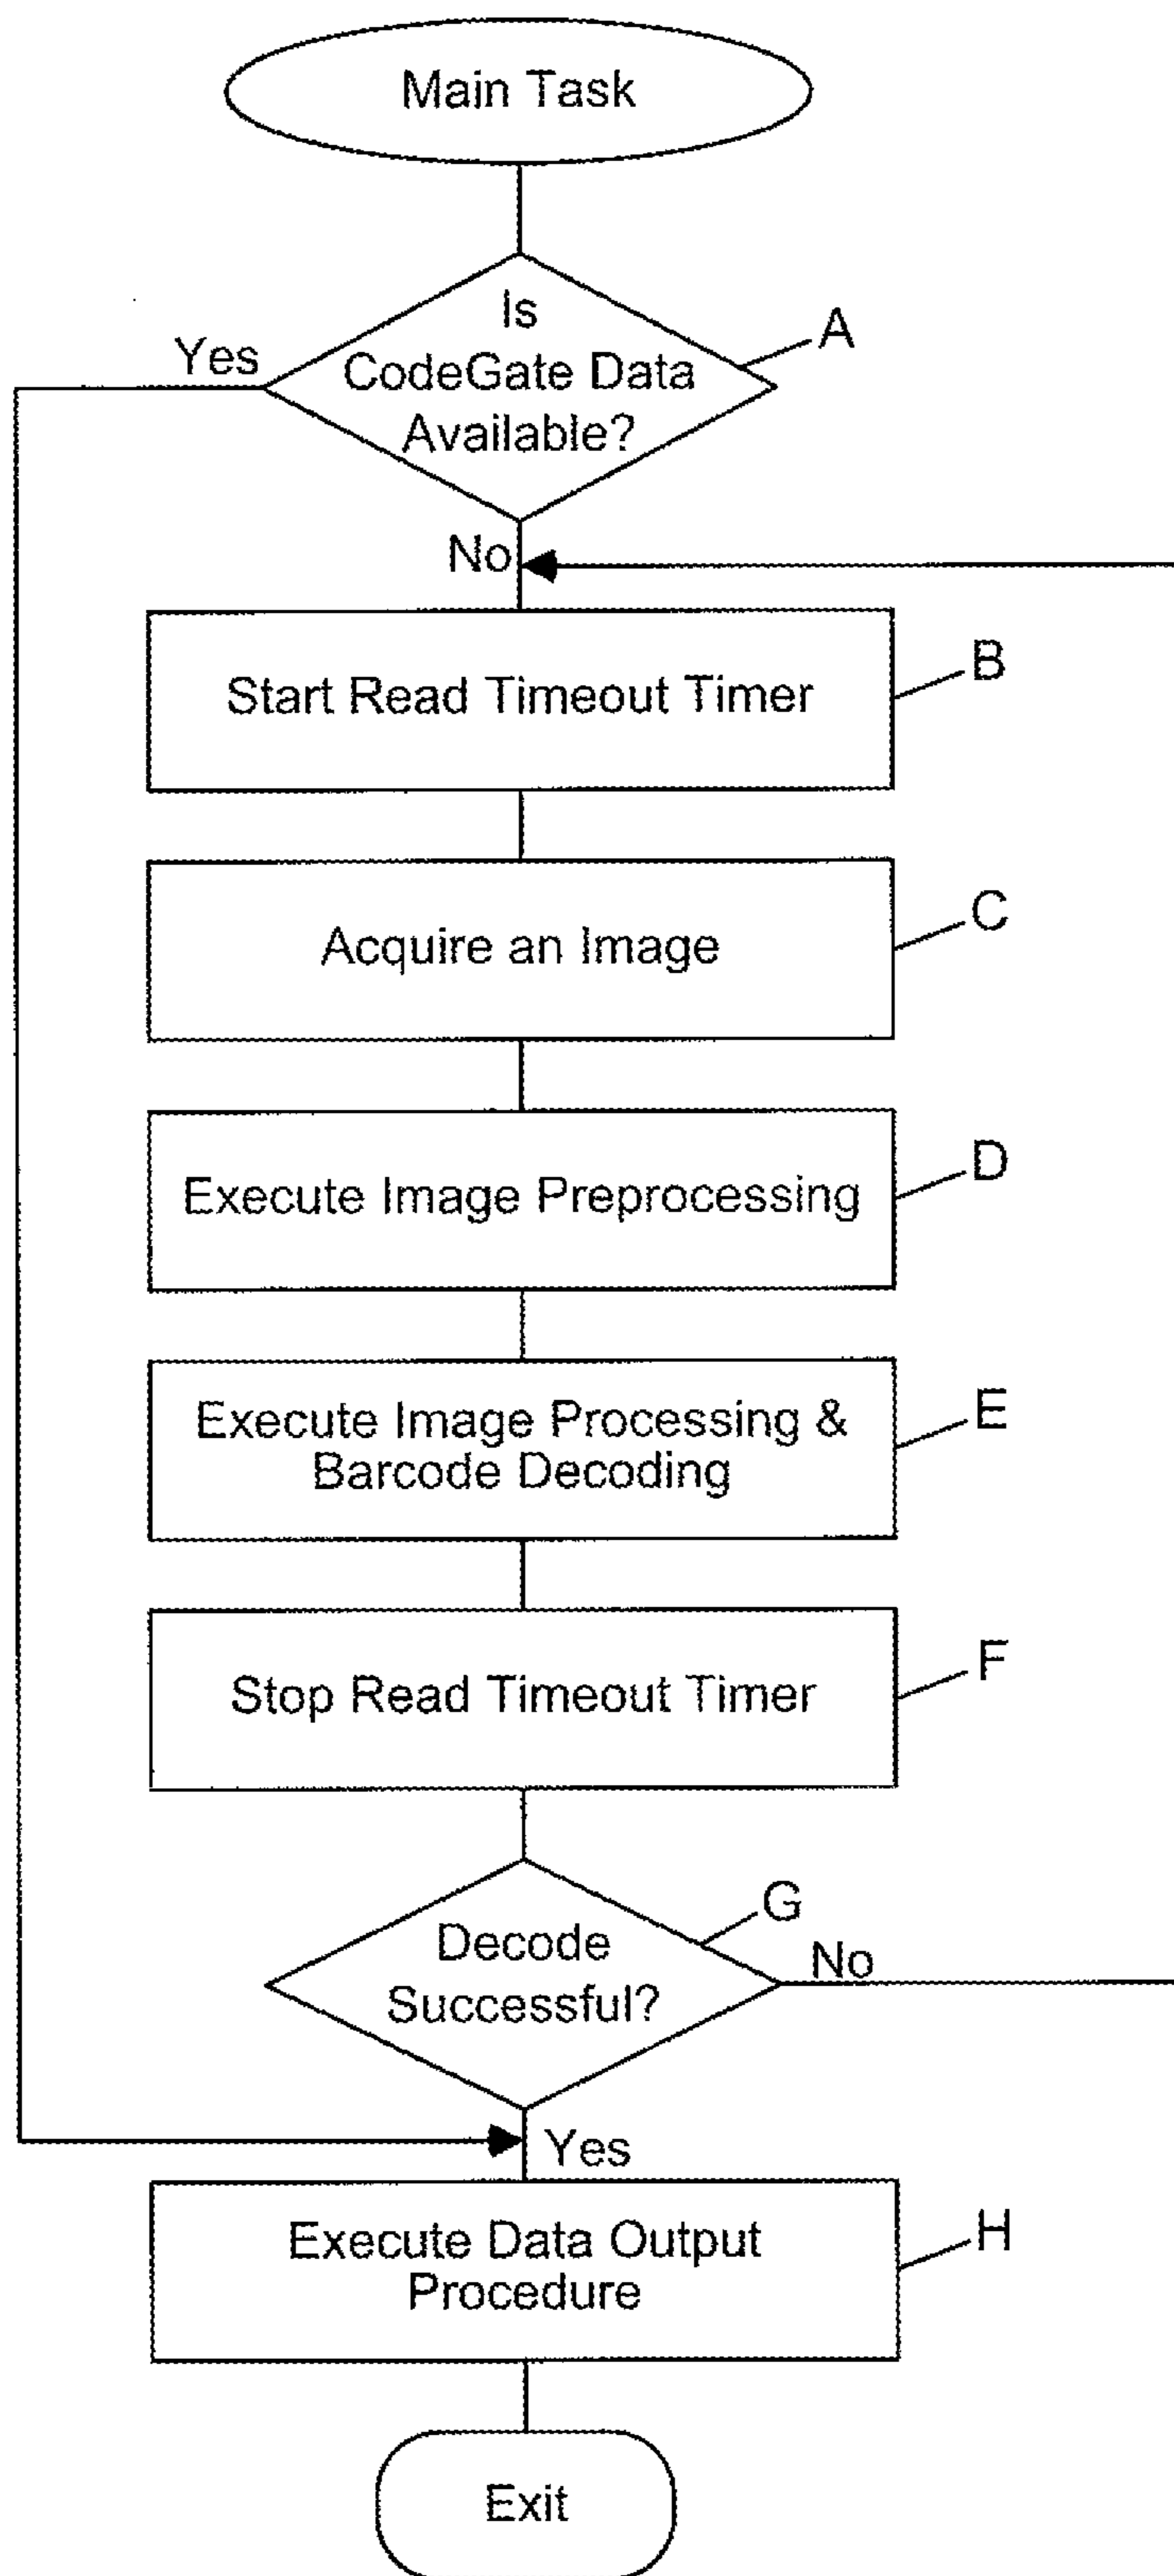 Main Task
Is
CodeGate Data
Available?
A
Yes
No
Start Read Timeout Timer
B
Acquire an Image
C
Execute Image Preprocessing
D
Execute Image Processing &
Barcode Decoding
E
Stop Read Timeout Timer
F
Decode
Successful?
G
No
Yes
Execute Data Output
Procedure
H
Exit